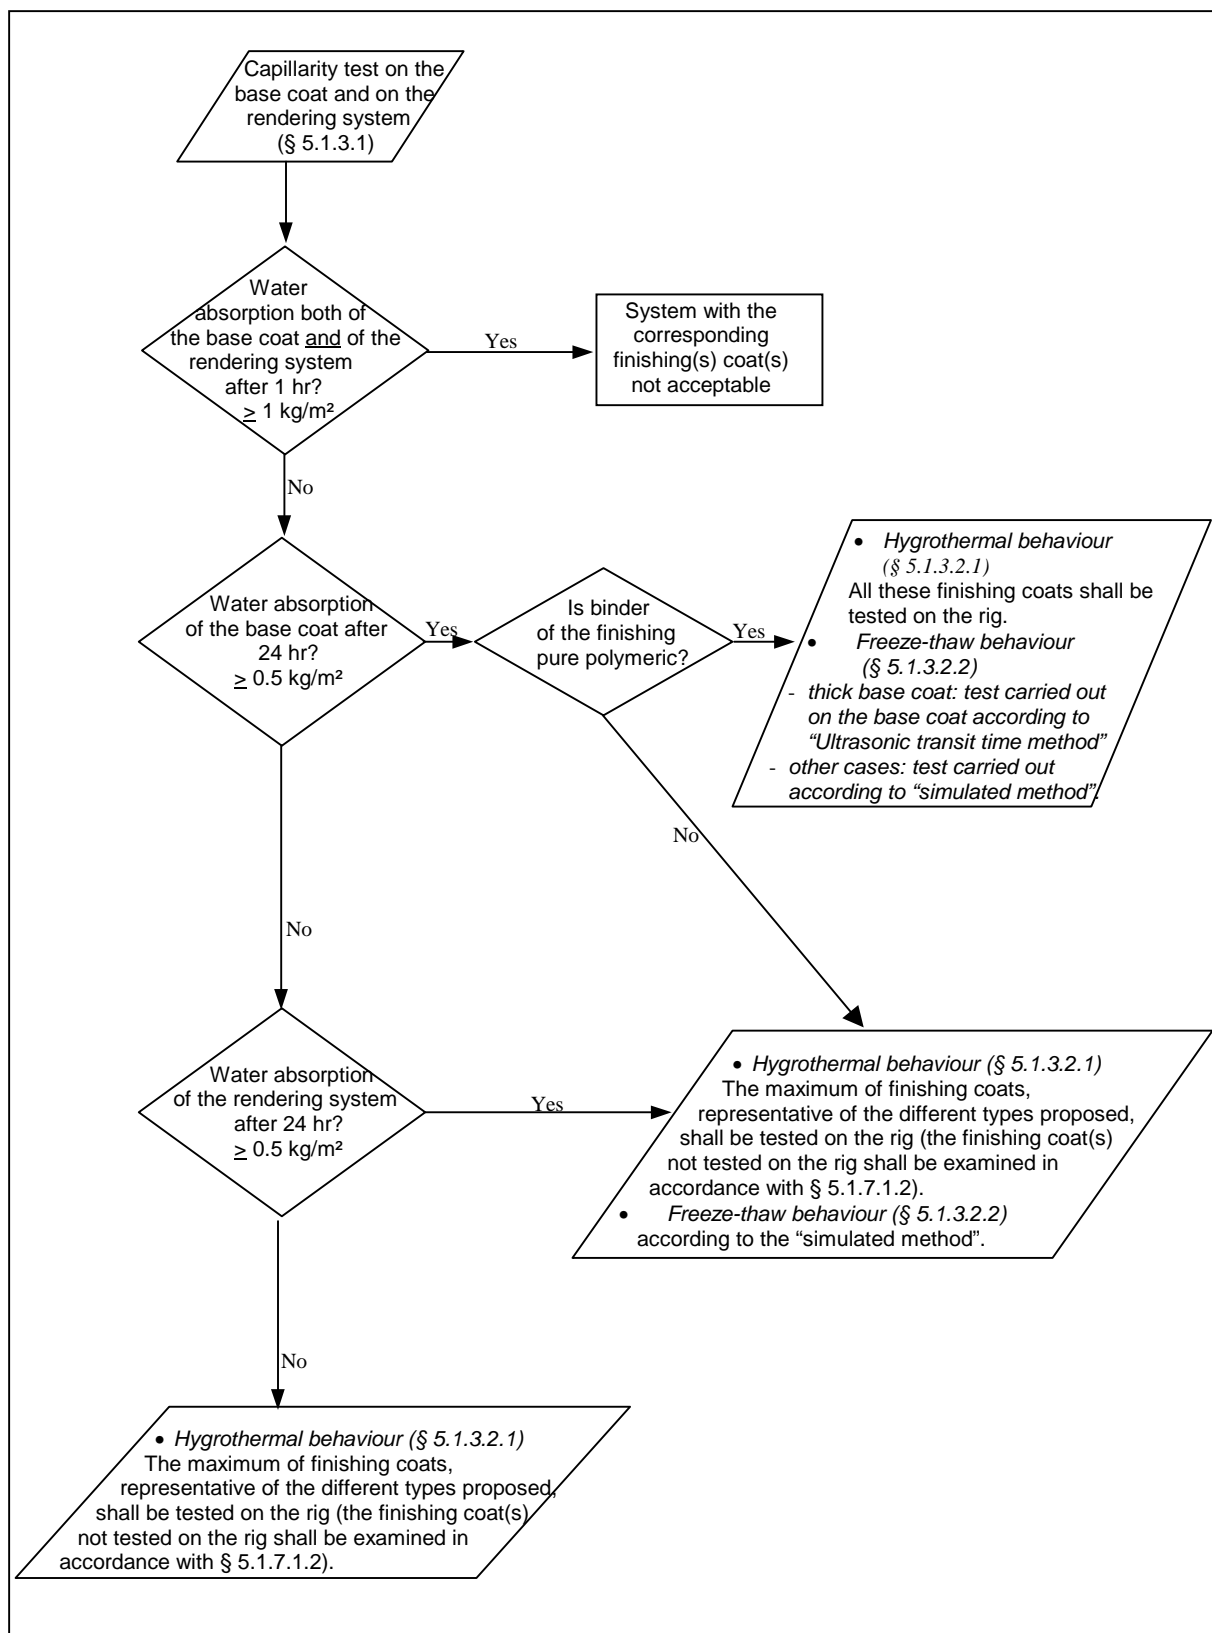 Capillarity test on the
base coat and on the
rendering system
(§ 5.1.3.1)
Water
absorption both of
the base coat and of the
rendering system
after 1 hr?
≥ 1 kg/m²
Yes
System with the
corresponding
finishing(s) coat(s)
not acceptable
No
Water absorption
of the base coat after
24 hr?
≥ 0.5 kg/m²
Yes
Is binder
of the finishing
pure polymeric?
Yes
• Hygrothermal behaviour
(§ 5.1.3.2.1)
All these finishing coats shall be
tested on the rig.
• Freeze-thaw behaviour
(§ 5.1.3.2.2)
- thick base coat: test carried out
on the base coat according to
“Ultrasonic transit time method”
- other cases: test carried out
according to “simulated method”.
No
No
Water absorption
of the rendering system
after 24 hr?
≥ 0.5 kg/m²
Yes
• Hygrothermal behaviour (§ 5.1.3.2.1)
The maximum of finishing coats,
representative of the different types proposed,
shall be tested on the rig (the finishing coat(s)
not tested on the rig shall be examined in
accordance with § 5.1.7.1.2).
• Freeze-thaw behaviour (§ 5.1.3.2.2)
according to the “simulated method”.
No
• Hygrothermal behaviour (§ 5.1.3.2.1)
The maximum of finishing coats,
representative of the different types proposed,
shall be tested on the rig (the finishing coat(s)
not tested on the rig shall be examined in
accordance with § 5.1.7.1.2).